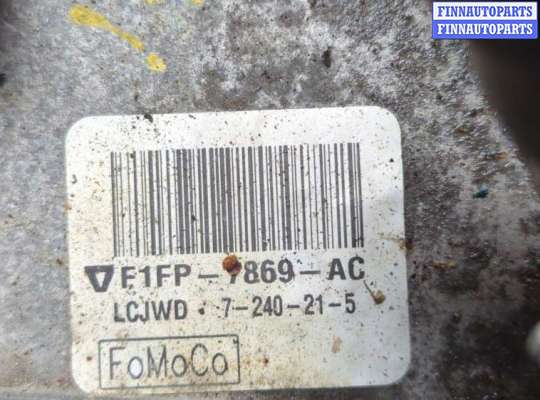 FINNAUTOPARTS
FINNAUTOPARTS
F1FP-7869-AC
LCJWD · 7-240-21-5
FoMoCo